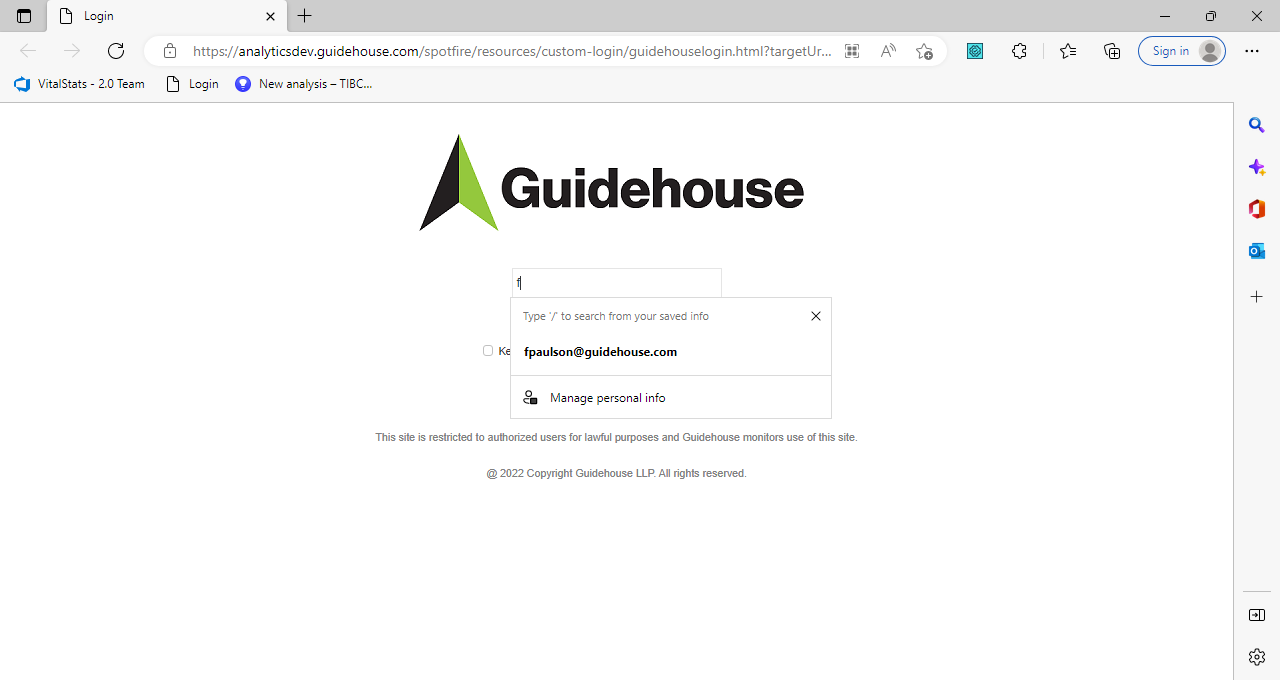 Login
https://analyticsdev.guidehouse.com/spotfire/resources/custom-login/guidehouselogin.html?targetUr...
Sign in
VitalStats - 2.0 Team
Login
New analysis – TIBC...
Guidehouse
f
Type '/' to search from your saved info
fpaulson@guidehouse.com
Ke
Manage personal info
This site is restricted to authorized users for lawful purposes and Guidehouse monitors use of this site.
@ 2022 Copyright Guidehouse LLP. All rights reserved.